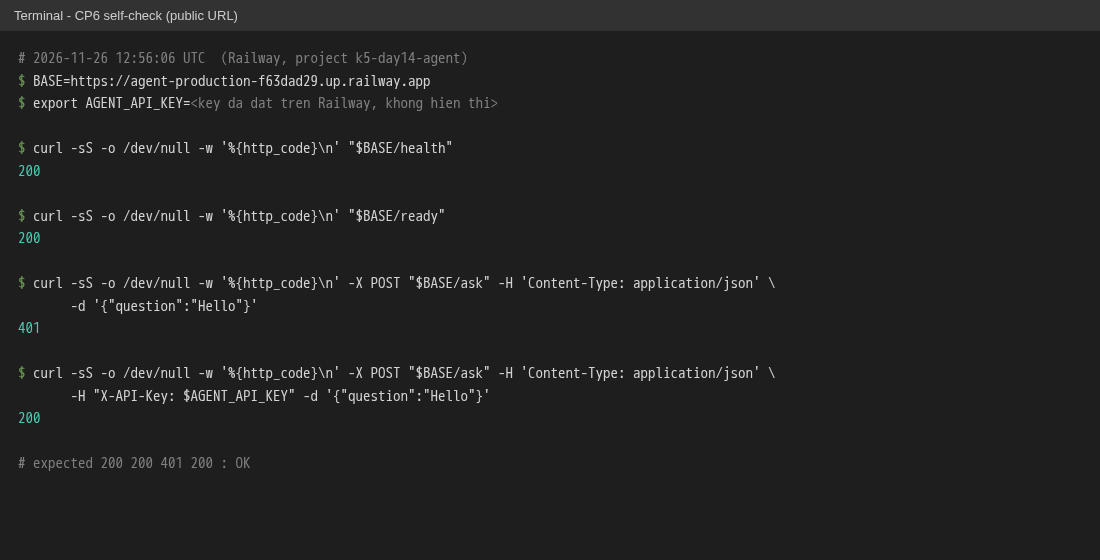 Terminal - CP6 self-check (public URL)
# 2026-11-26 12:56:06 UTC  (Railway, project k5-day14-agent)
$ BASE=https://agent-production-f63dad29.up.railway.app
$ export AGENT_API_KEY=<key da dat tren Railway, khong hien thi>
$ curl -sS -o /dev/null -w '%{http_code}\n' "$BASE/health"
200
$ curl -sS -o /dev/null -w '%{http_code}\n' "$BASE/ready"
200
$ curl -sS -o /dev/null -w '%{http_code}\n' -X POST "$BASE/ask" -H 'Content-Type: application/json' \
-d '{"question":"Hello"}'
401
$ curl -sS -o /dev/null -w '%{http_code}\n' -X POST "$BASE/ask" -H 'Content-Type: application/json' \
-H "X-API-Key: $AGENT_API_KEY" -d '{"question":"Hello"}'
200
# expected 200 200 401 200 : OK